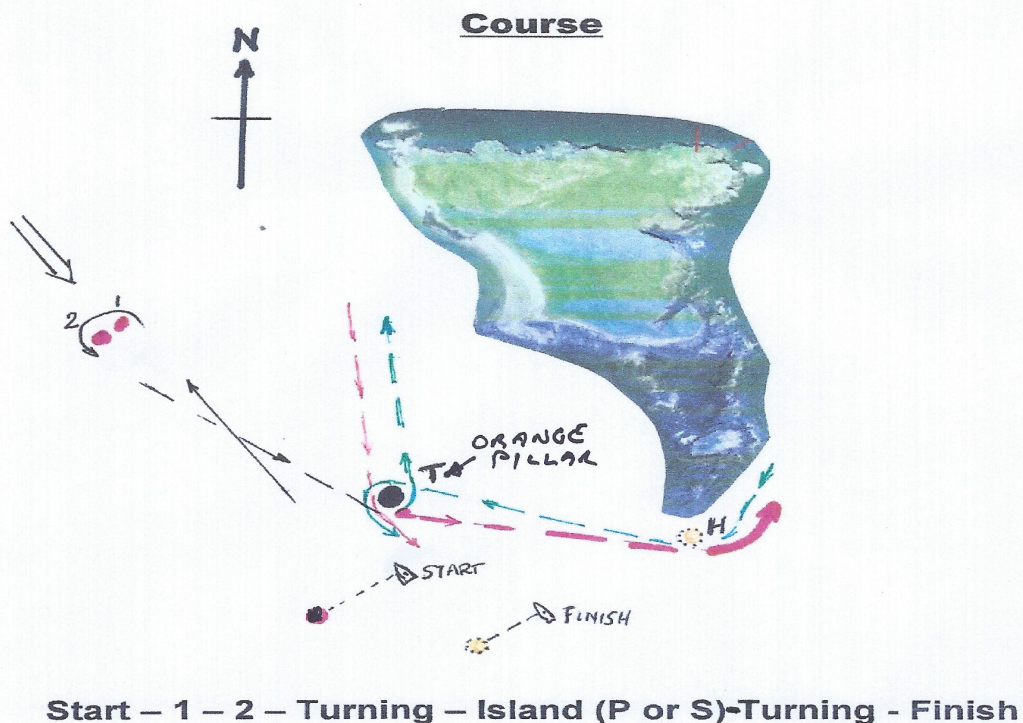 Course
N
1
2
ORANGE
T PILLAR
H
START
FINISH
Start – 1 – 2 – Turning – Island (P or S)-Turning - Finish